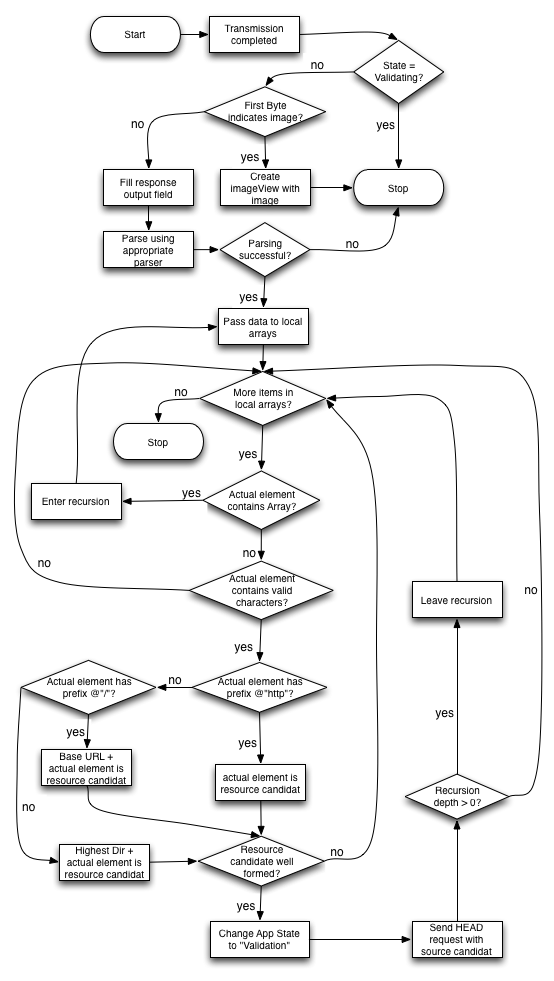 Start
Transmission
completed
State =
Validating?
no
yes
First Byte
indicates image?
no
yes
Fill response
output field
Create
imageView with
image
Stop
Parse using
appropriate
parser
Parsing
successful?
no
yes
Pass data to local
arrays
More items in
local arrays?
no
Stop
yes
Actual element
contains Array?
yes
Enter recursion
no
Actual element
contains valid
characters?
no
yes
Leave recursion
no
Actual element has
prefix @"/"?
no
Actual element has
prefix @"http"?
yes
yes
yes
Base URL +
actual element is
resource candidat
actual element is
resource candidat
Recursion
depth > 0?
no
Highest Dir +
actual element is
resource candidat
Resource
candidate well
formed?
no
yes
Change App State
to "Validation"
Send HEAD
request with
source candidat